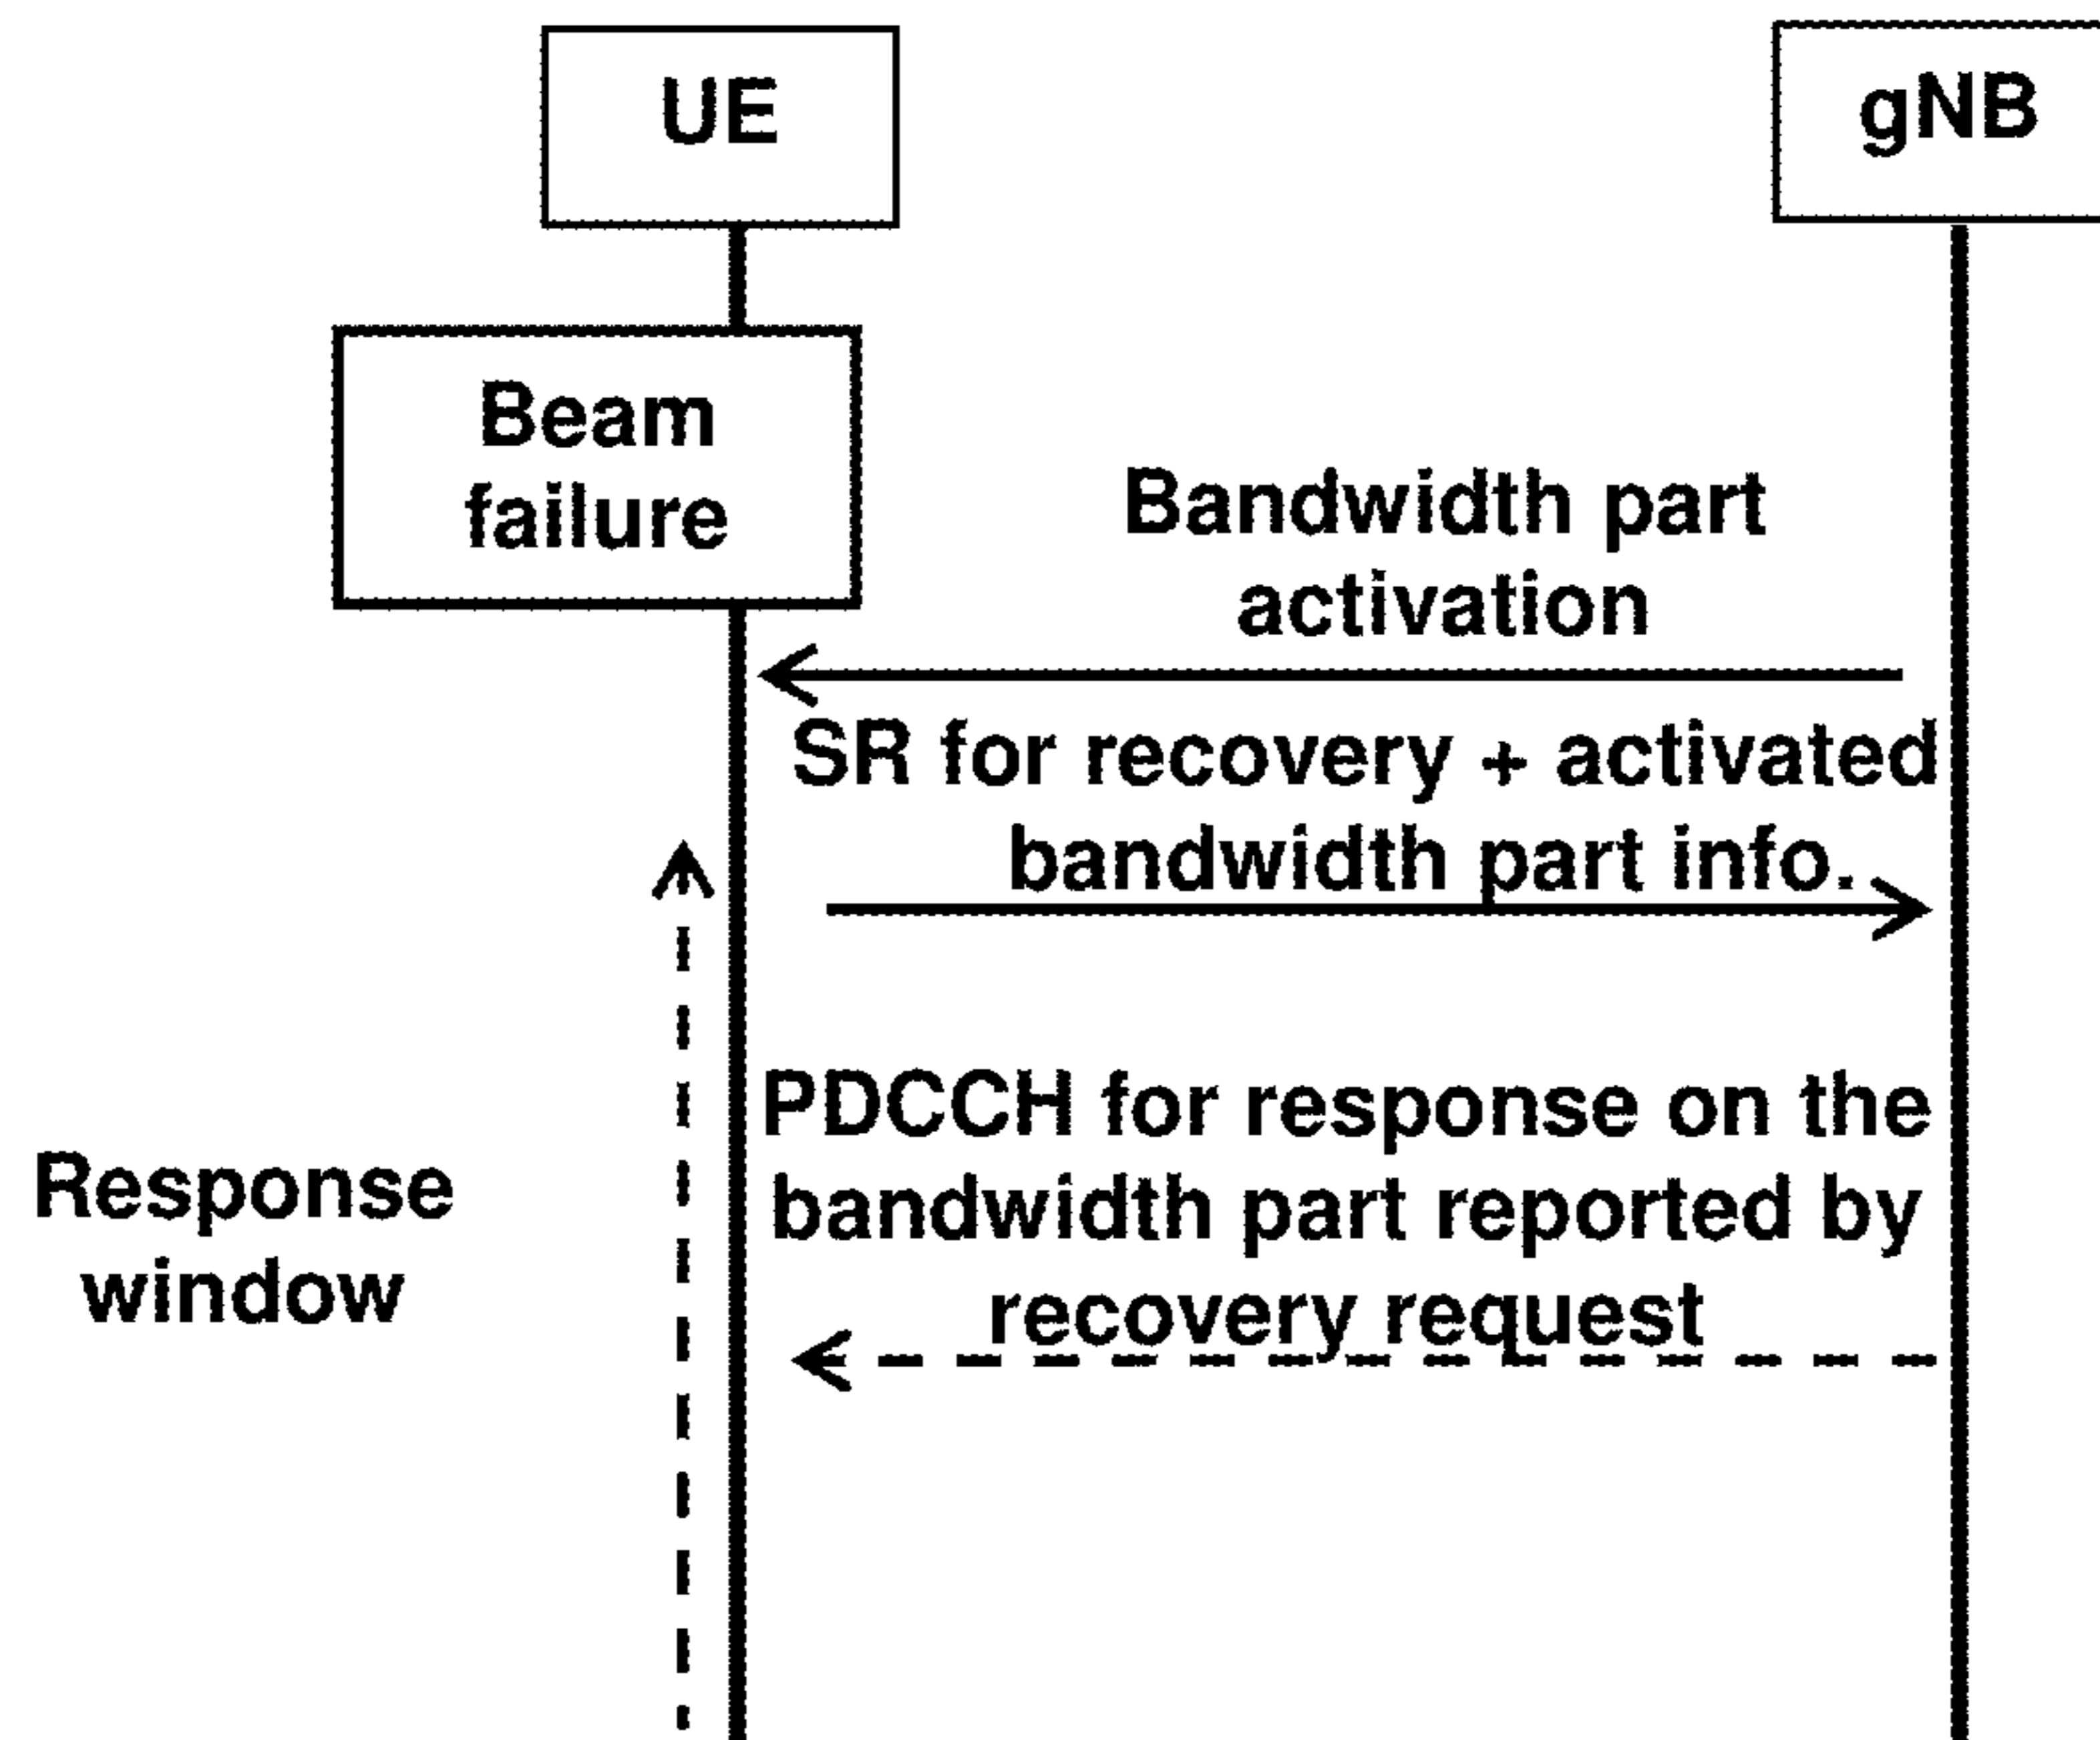 UE
gNB
Beam
failure
Bandwidth part
activation
SR for recovery + activated
bandwidth part info.
PDCCH for response on the
bandwidth part reported by
recovery request
Response
window